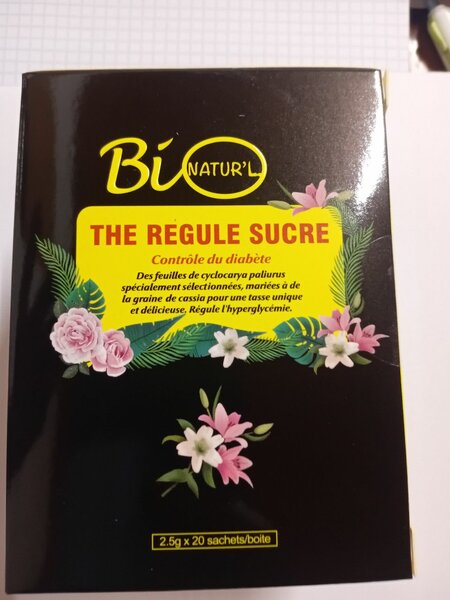 Bio
NATUR'L
THE REGULE SUCRE
Contrôle du diabète
Des feuilles de cyclocarya paliurus
spécialement sélectionnées, mariées à de
la graine de cassia pour une tasse unique
et délicieuse. Régule l'hyperglycémie.
2.5g x 20 sachets/boite